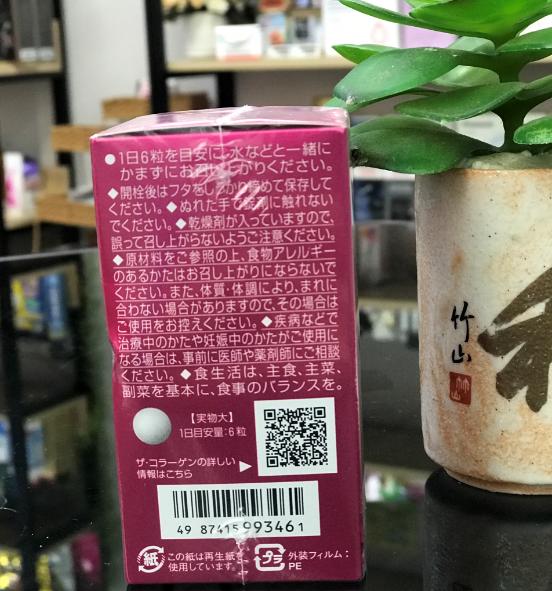 ●1日6粒を目安に、水などと一緒に
かまずにお召し上がりください。
◆開栓後はフタをしっかり締めて保存して
ください。◆ぬれた手で錠剤に触れない
でください。◆乾燥剤が入っていますので、
誤って召し上がらないようご注意ください。
◆原材料をご参照の上、食物アレルギー
のあるかたはお召し上がりにならないで
ください。また、体質・体調により、まれに
合わない場合がありますので、その場合は
ご使用をお控えください。◆疾病などで
治療中のかたや妊娠中のかたがご使用に
なる場合は、事前に医師や薬剤師にご相談
ください。◆食生活は、主食、主菜、
副菜を基本に、食事のバランスを。
【実物大】
1日目安量:6粒
ザ・コラーゲンの詳しい
情報はこちら
49 87415 993461
紙 この紙は再生紙を
使用しています。
プラ 外装フィルム:
PE
竹山